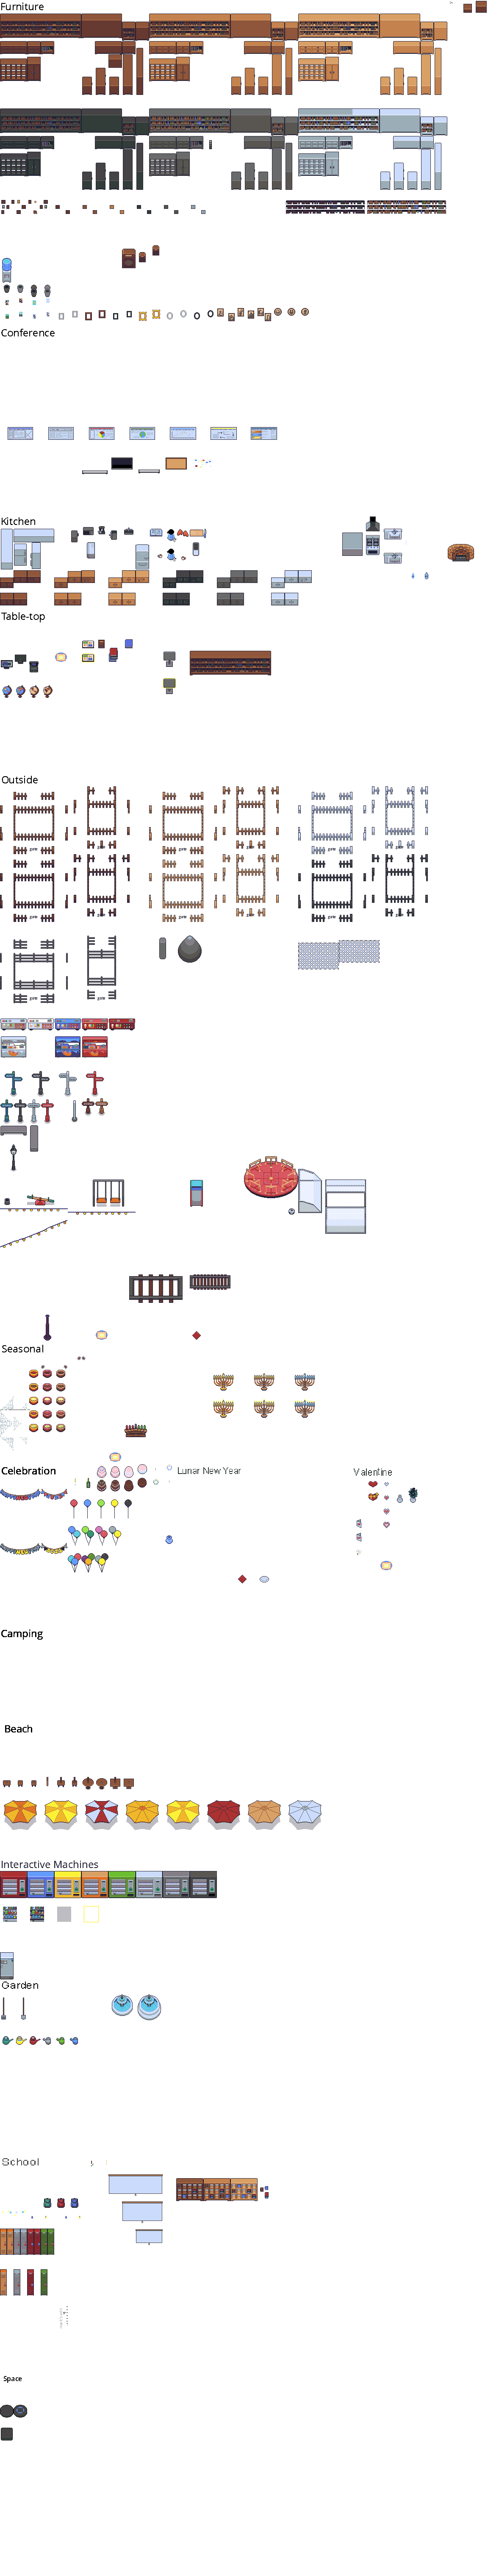 Furniture
Conference
Kitchen
Table-top
Outside
Seasonal
Celebration
Lunar New Year
Valentine
Camping
Beach
Interactive Machines
Garden
School
Space